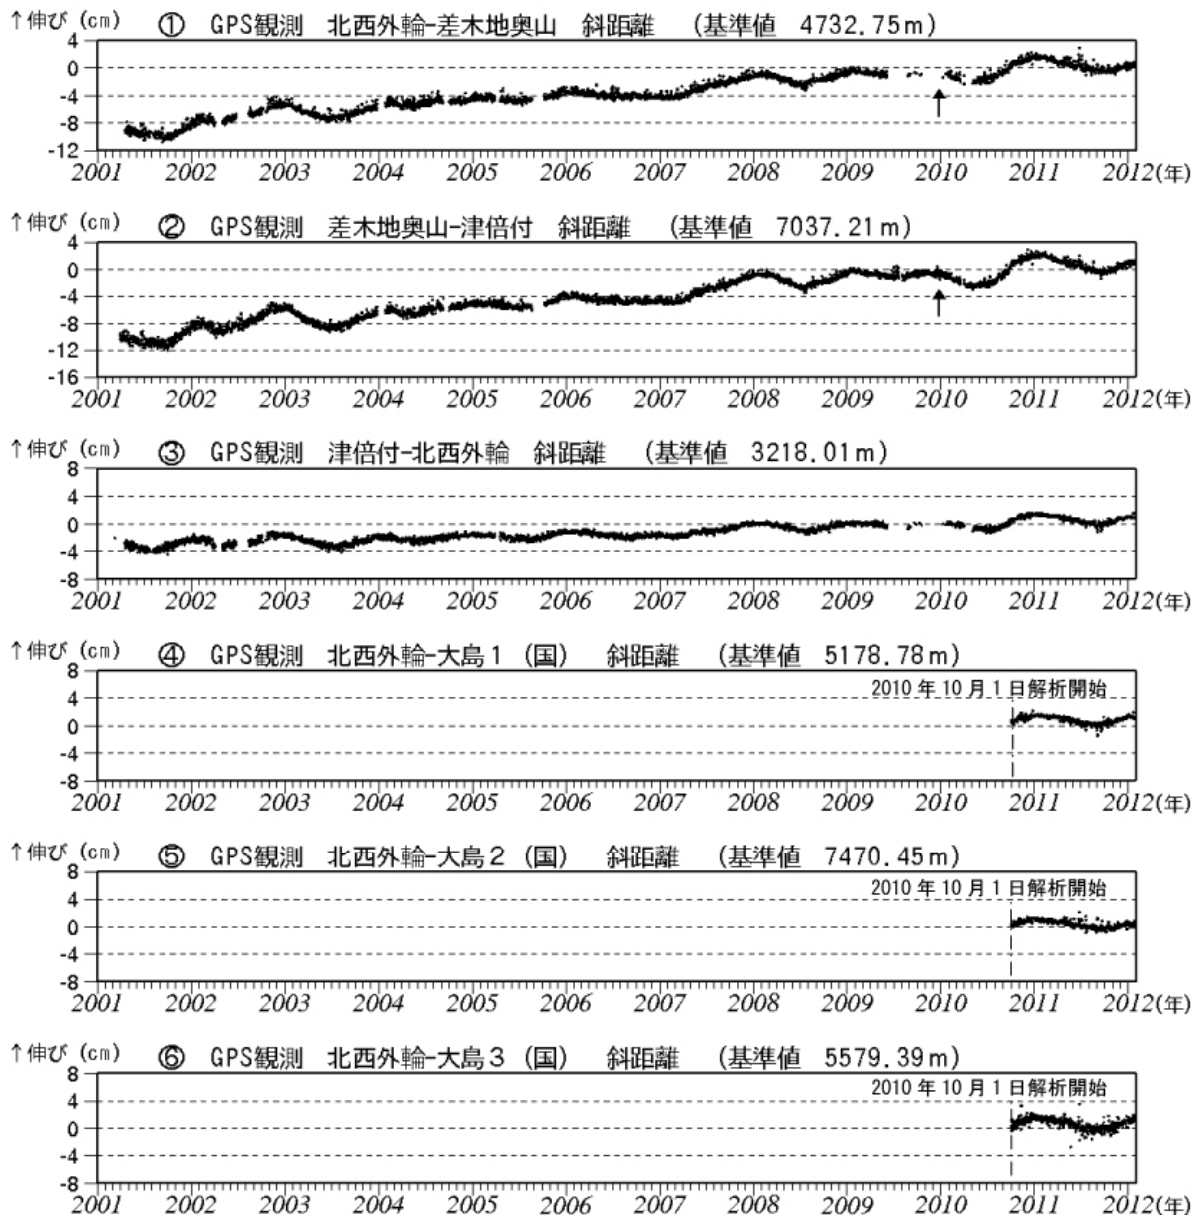 ↑伸び (cm) ① GPS観測 北西外輪-差木地奥山 斜距離 (基準値 4732.75m)
4
0
-4
-8
-12
2001 2002 2003 2004 2005 2006 2007 2008 2009 2010 2011 2012(年)
↑伸び (cm) ② GPS観測 差木地奥山-津倍付 斜距離 (基準値 7037.21m)
4
0
-4
-8
-12
-16
2001 2002 2003 2004 2005 2006 2007 2008 2009 2010 2011 2012(年)
↑伸び (cm) ③ GPS観測 津倍付-北西外輪 斜距離 (基準値 3218.01m)
8
4
0
-4
-8
2001 2002 2003 2004 2005 2006 2007 2008 2009 2010 2011 2012(年)
↑伸び (cm) ④ GPS観測 北西外輪-大島1 (国) 斜距離 (基準値 5178.78m)
8
2010年10月1日解析開始
4
0
-4
-8
2001 2002 2003 2004 2005 2006 2007 2008 2009 2010 2011 2012(年)
↑伸び (cm) ⑤ GPS観測 北西外輪-大島2 (国) 斜距離 (基準値 7470.45m)
8
2010年10月1日解析開始
4
0
-4
-8
2001 2002 2003 2004 2005 2006 2007 2008 2009 2010 2011 2012(年)
↑伸び (cm) ⑥ GPS観測 北西外輪-大島3 (国) 斜距離 (基準値 5579.39m)
8
2010年10月1日解析開始
4
0
-4
-8
2001 2002 2003 2004 2005 2006 2007 2008 2009 2010 2011 2012(年)